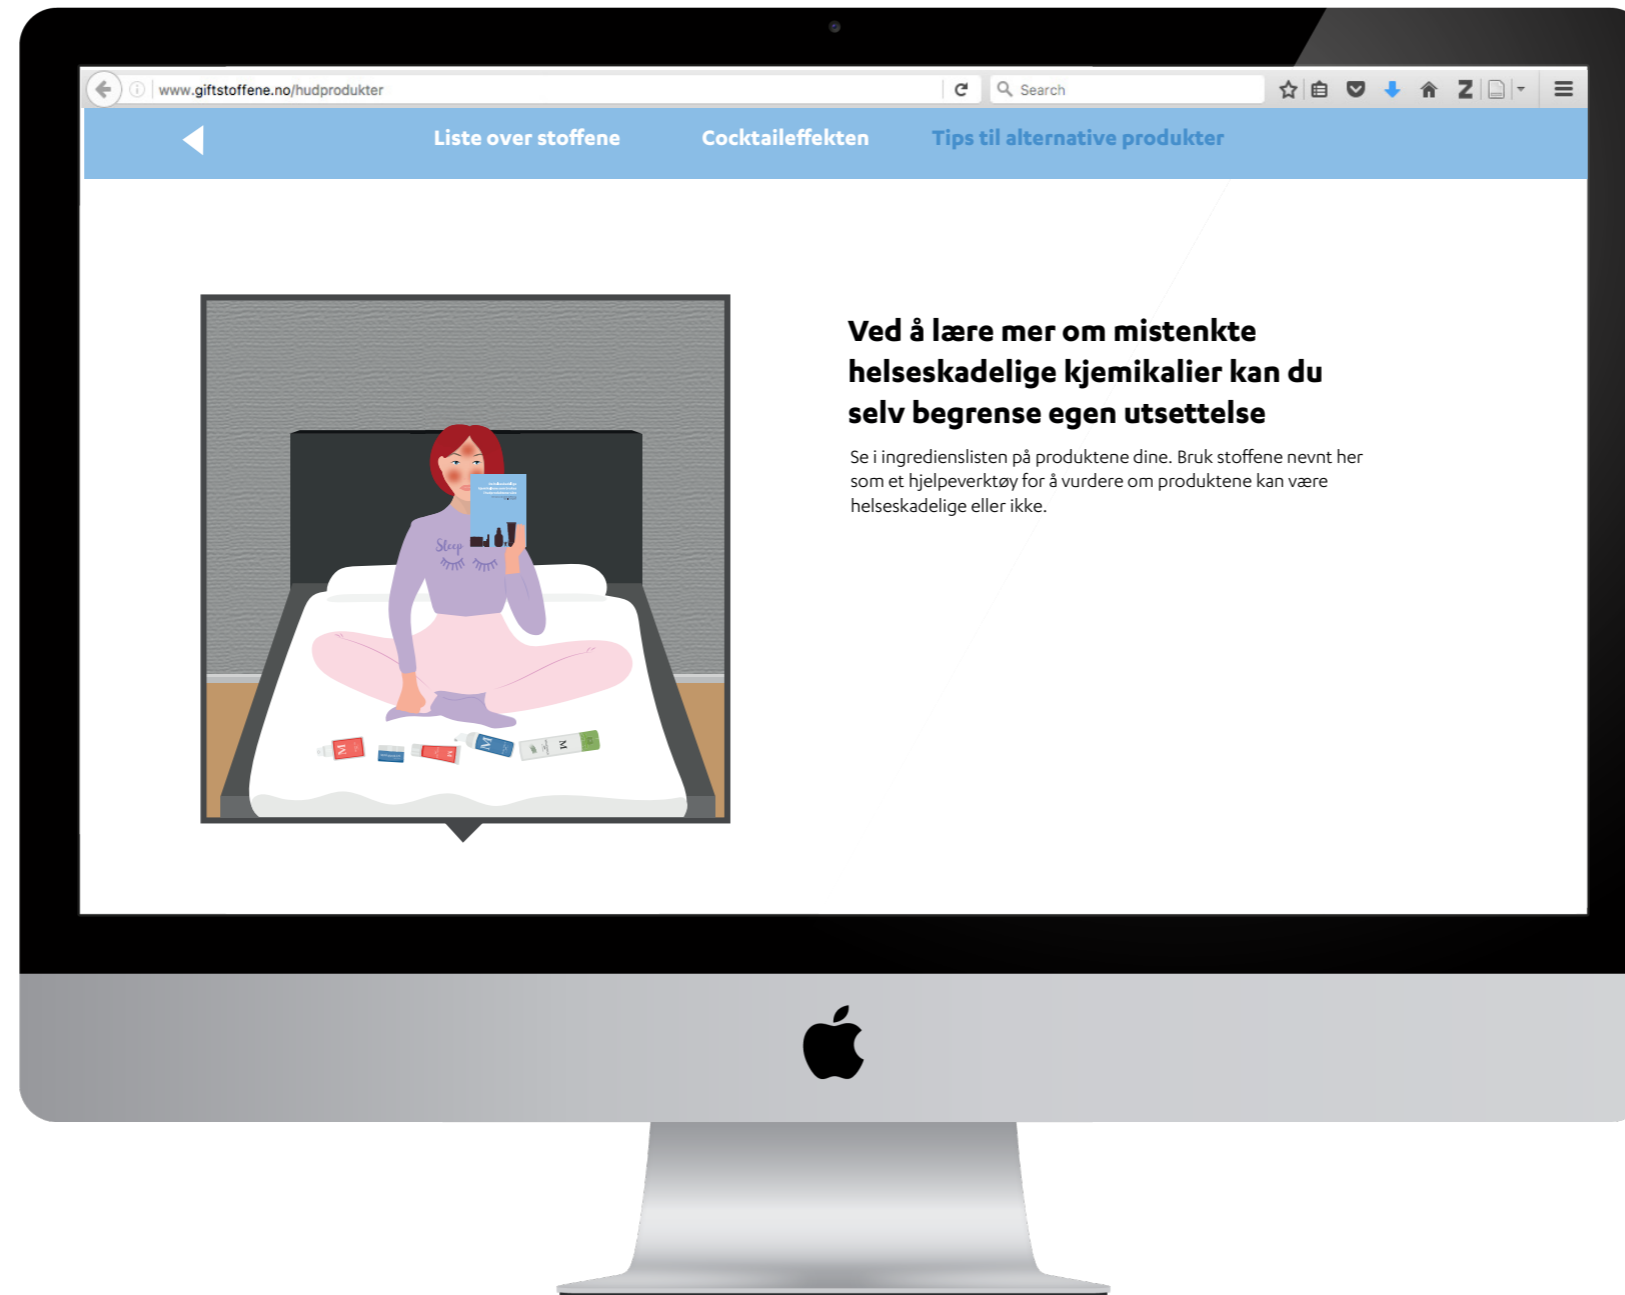 www.giftstoffene.no/hudprodukter
Search
Liste over stoffene
Cocktaileffekten
Tips til alternative produkter
Ved å lære mer om mistenkte
helseskadelige kjemikalier kan du
selv begrense egen utsettelse
Se i ingredienslisten på produktene dine. Bruk stoffene nevnt her
som et hjelpeverktøy for å vurdere om produktene kan være
helseskadelige eller ikke.
Sleep
M
M
M
M